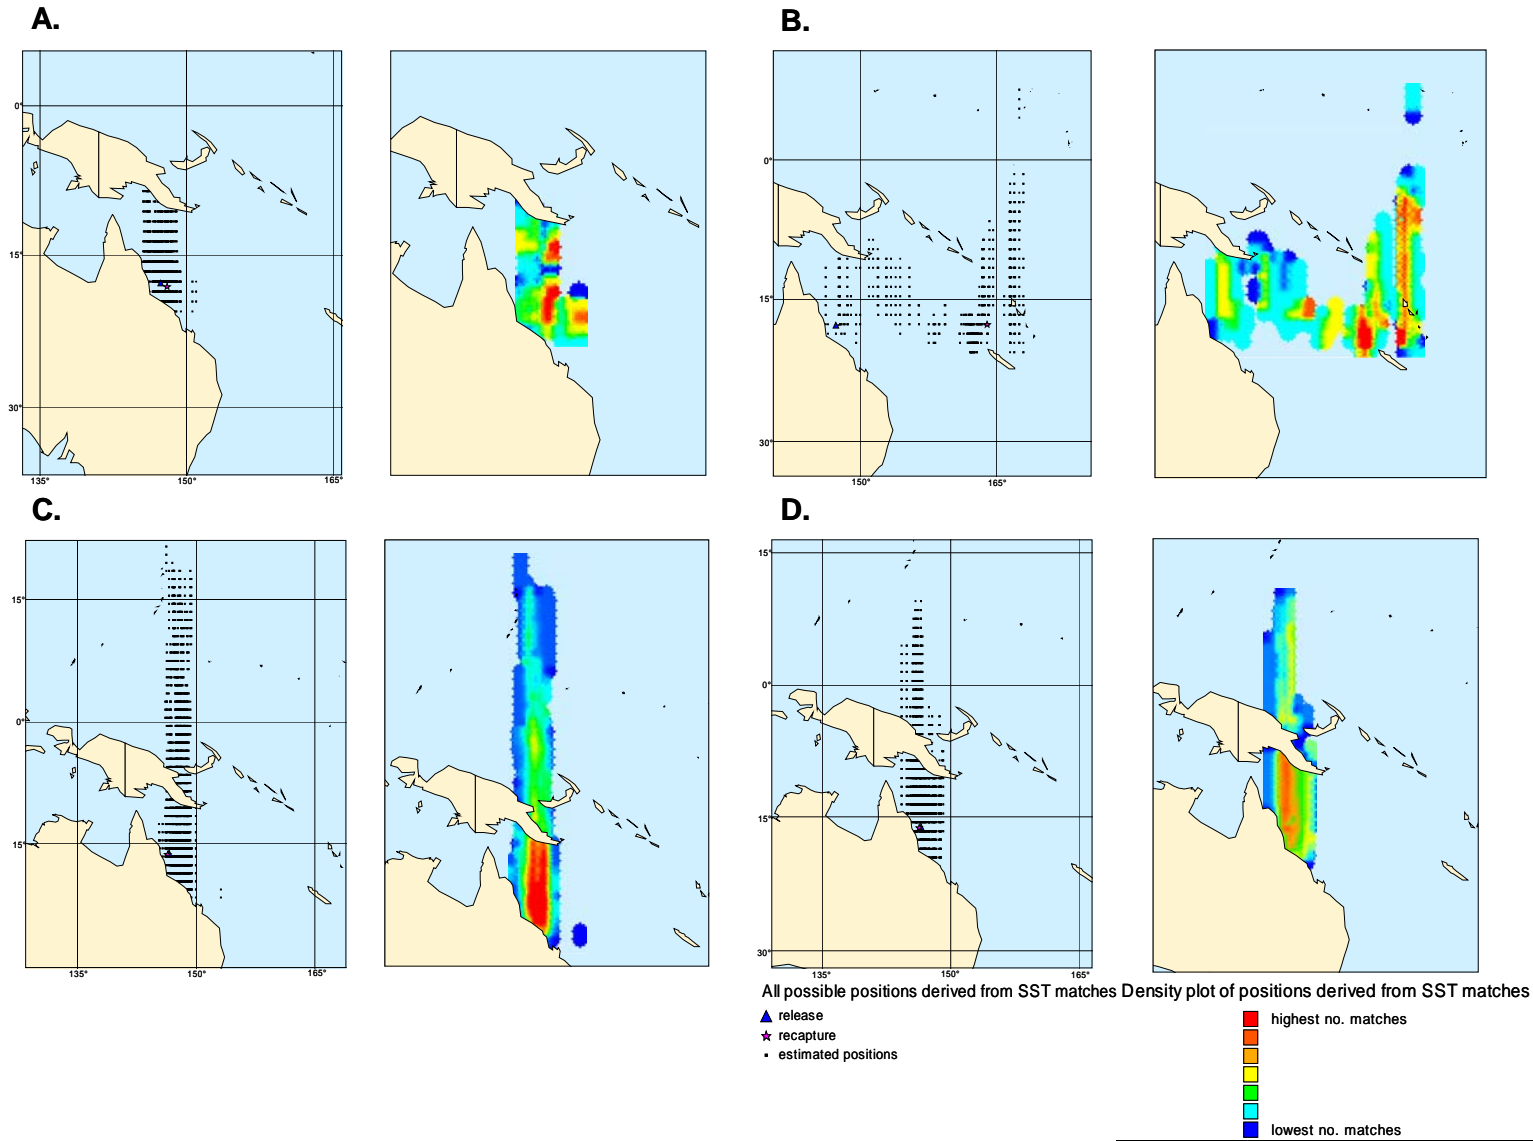 A.
B.
0°
15°
30°
135°
150°
165°
0°
15°
30°
150°
165°
C.
D.
15°
0°
15°
135°
150°
165°
15°
0°
15°
30°
135°
150°
165°
All possible positions derived from SST matches
release
recapture
estimated positions
Density plot of positions derived from SST matches
highest no. matches
lowest no. matches